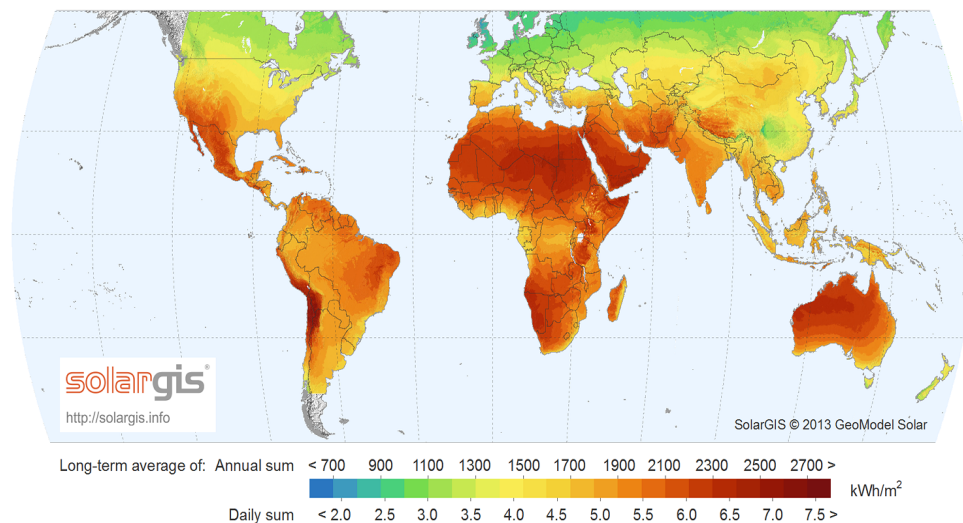 solargis®
http://solargis.info
SolarGIS © 2013 GeoModel Solar
Long-term average of: Annual sum < 700 900 1100 1300 1500 1700 1900 2100 2300 2500 2700 >
kWh/m²
Daily sum < 2.0 2.5 3.0 3.5 4.0 4.5 5.0 5.5 6.0 6.5 7.0 7.5 >